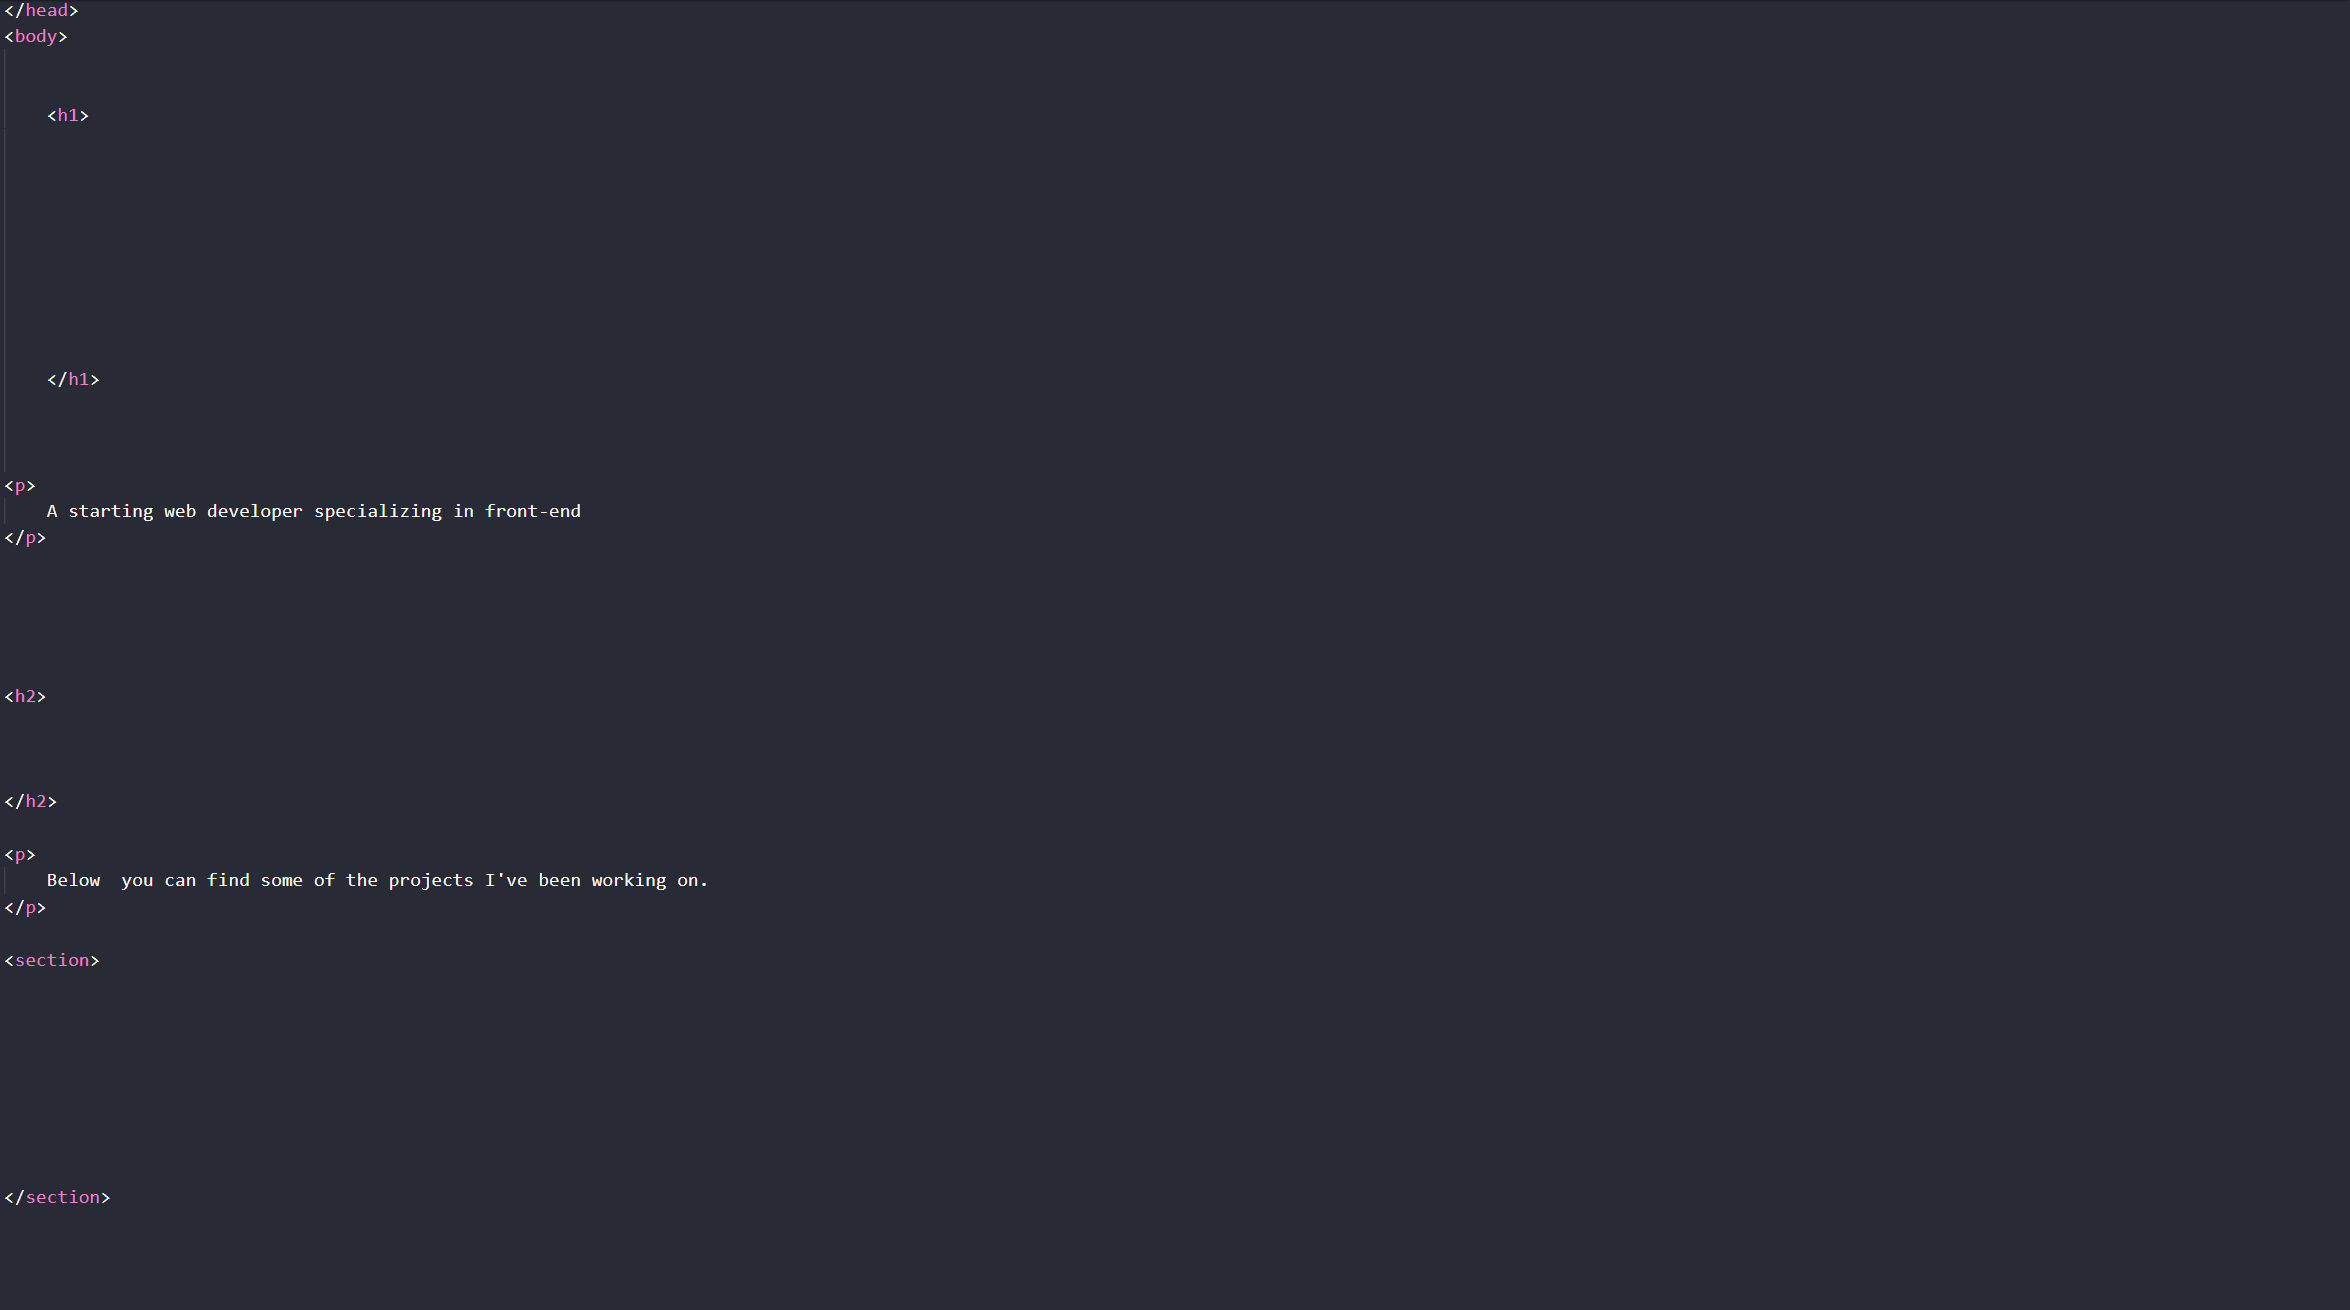 </head>
<body>
<h1>
</h1>
<p>
A starting web developer specializing in front-end
</p>
<h2>
</h2>
<p>
Below  you can find some of the projects I've been working on.
</p>
<section>
</section>